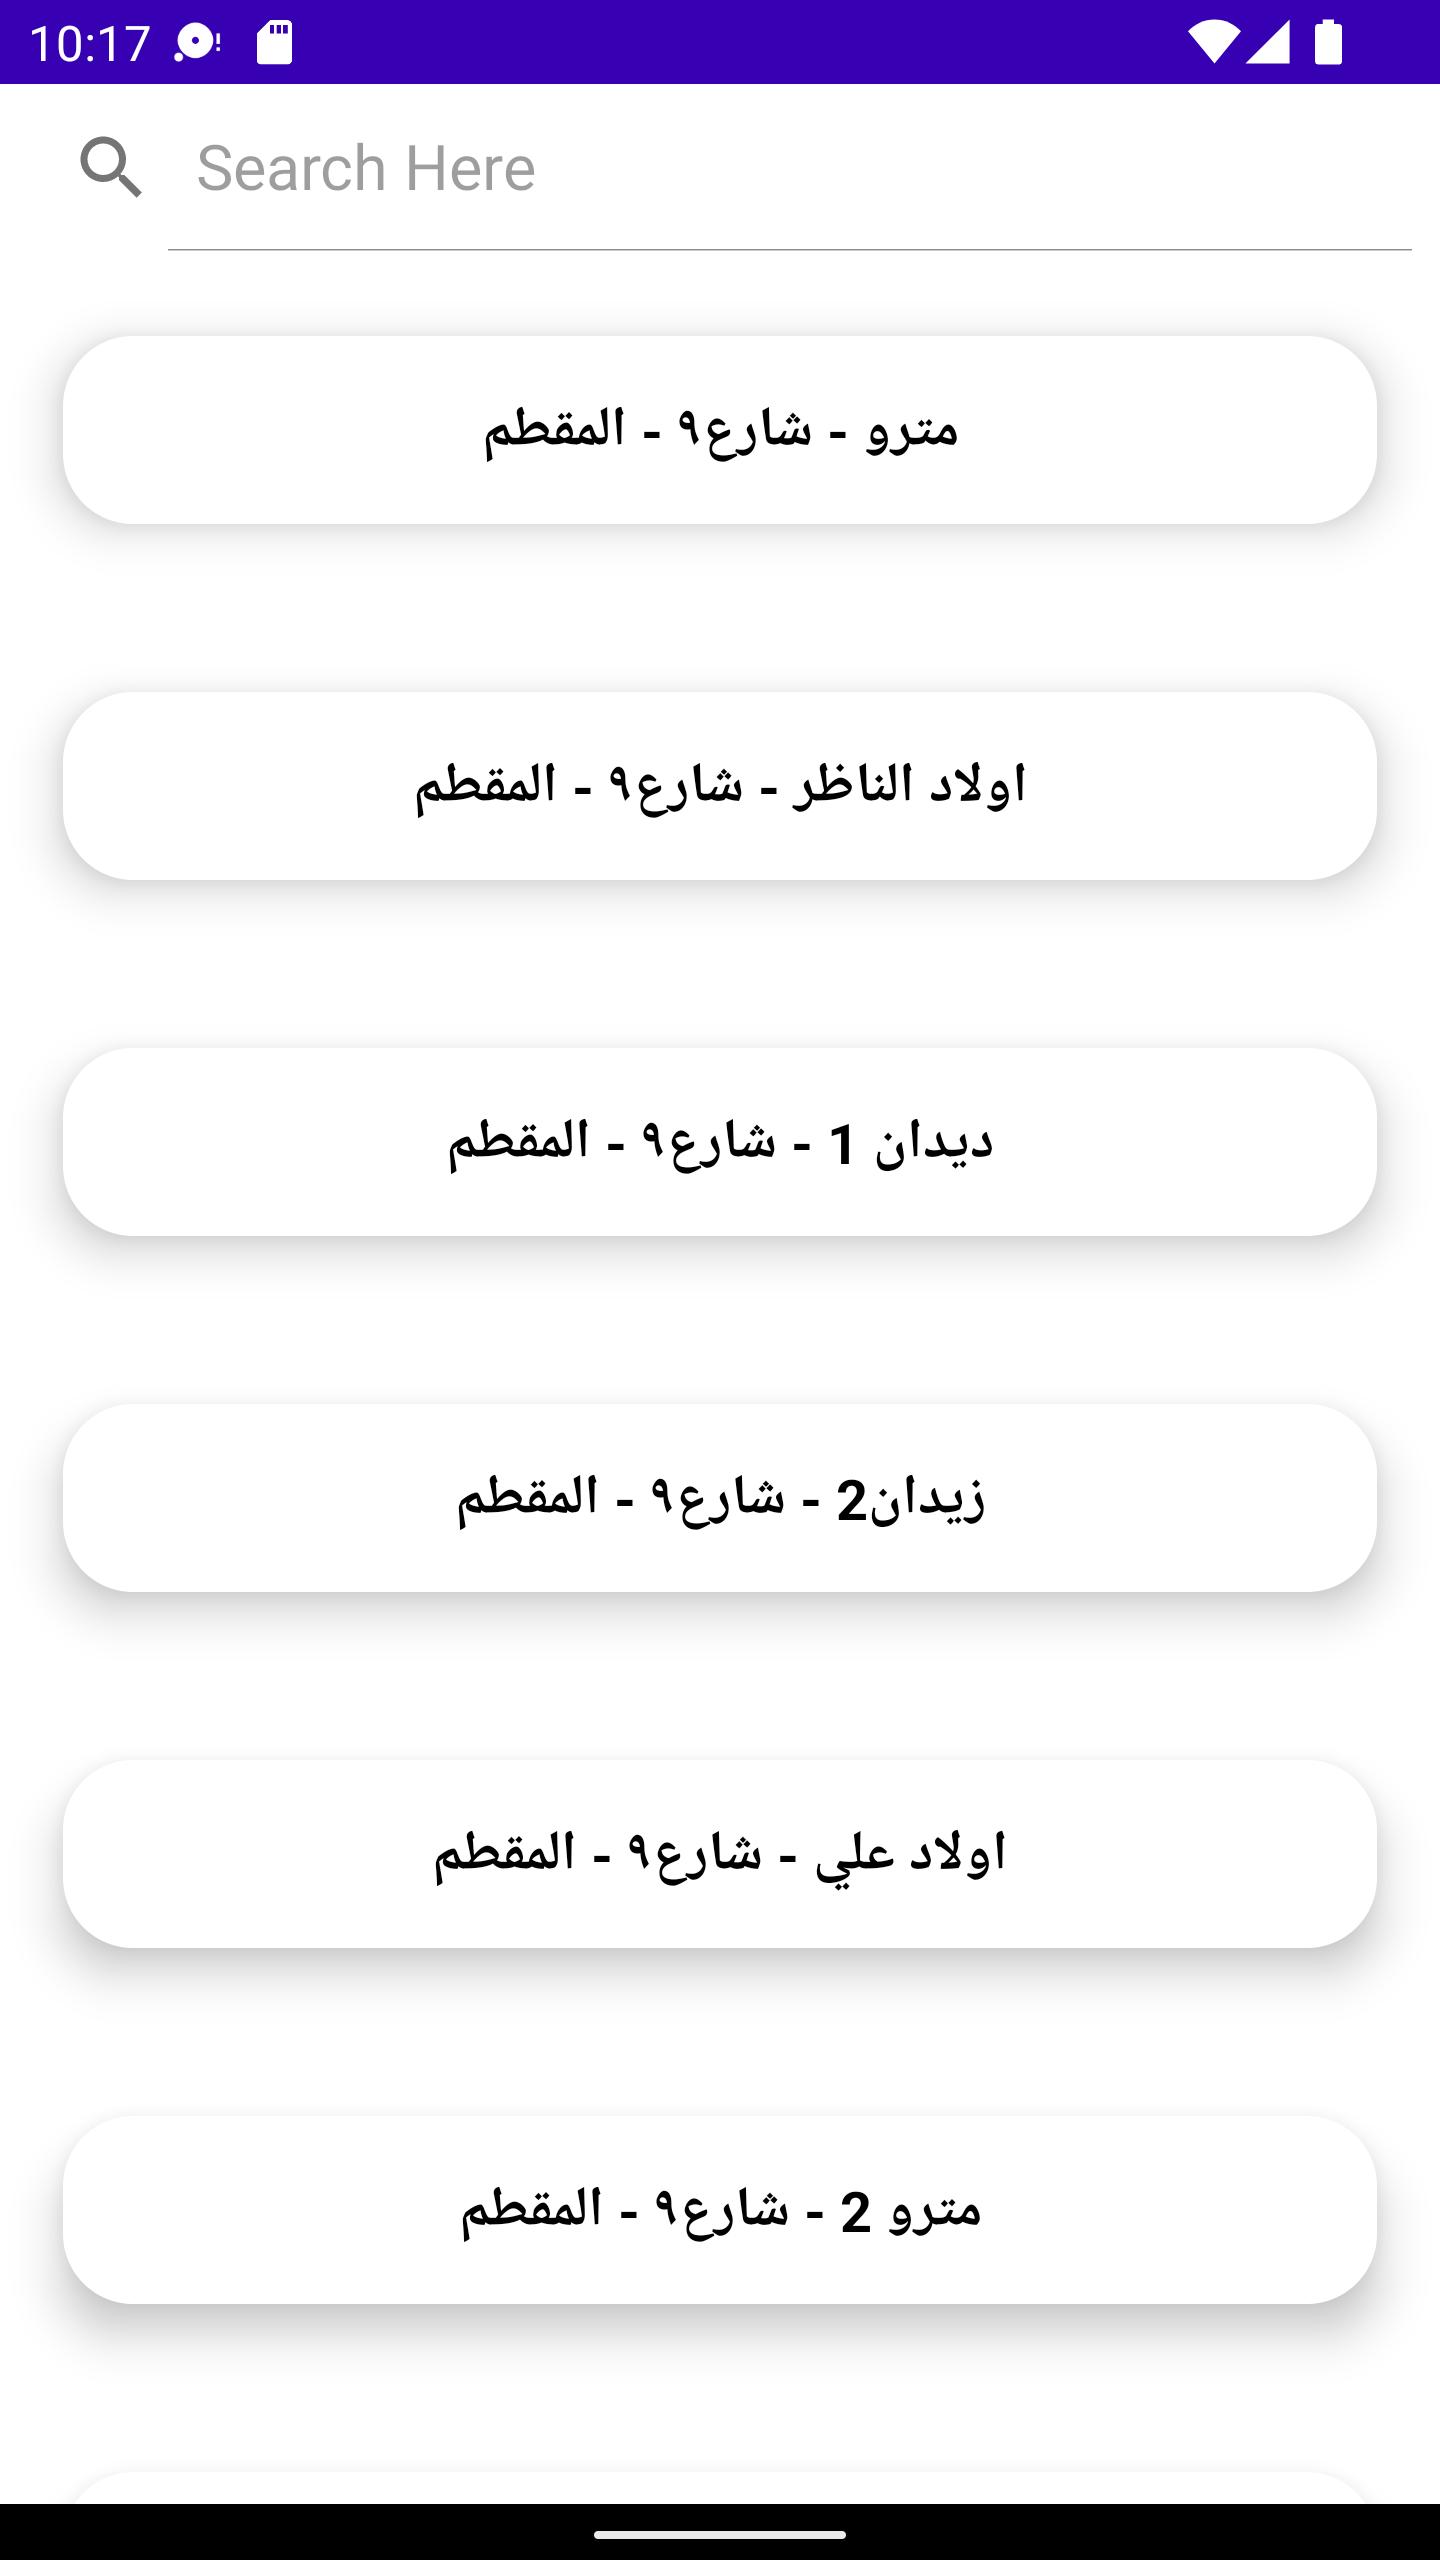 10:17
Search Here
مترو - شارع٩ - المقطم
اولاد الناظر - شارع٩ - المقطم
ديدان 1 - شارع٩ - المقطم
زيدان2 - شارع٩ - المقطم
اولاد علي - شارع٩ - المقطم
مترو 2 - شارع٩ - المقطم